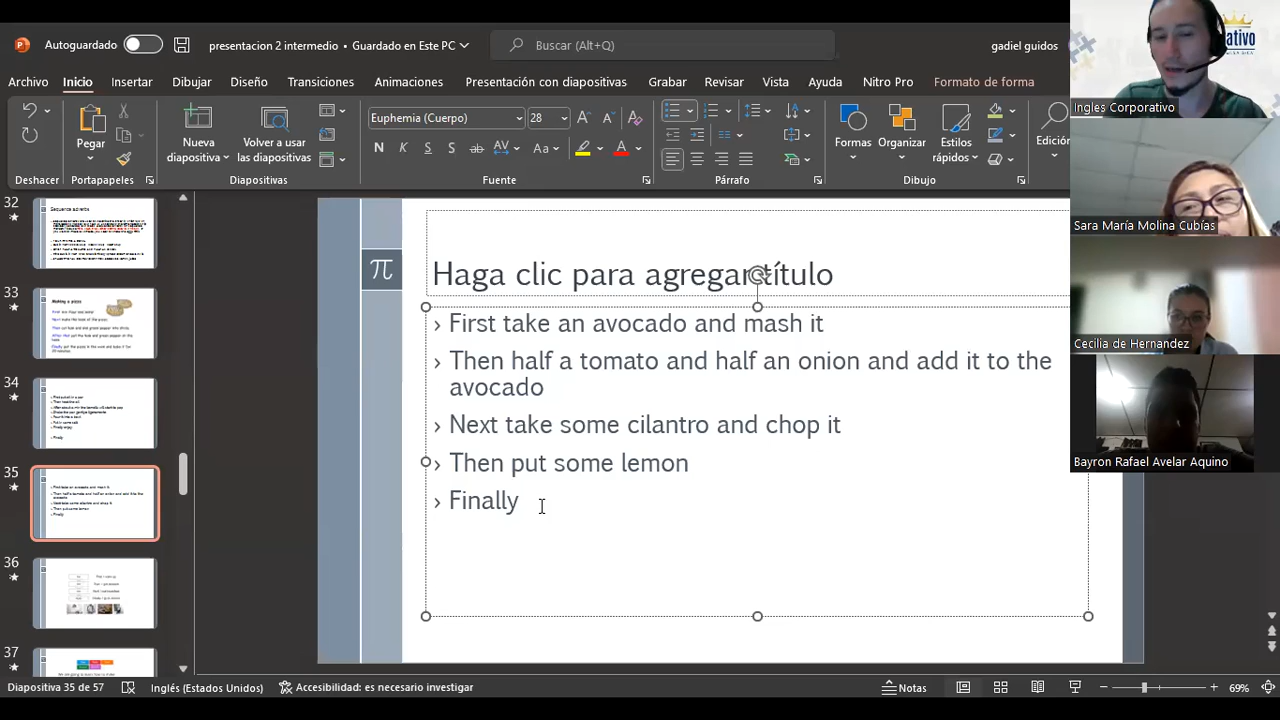 Autoguardado
presentacion 2 intermedio • Guardado en Este PC
Buscar (Alt+Q)
gadiel guidos
Archivo Inicio Insertar Dibujar Diseño Transiciones Animaciones Presentación con diapositivas Grabar Revisar Vista Ayuda Nitro Pro Formato de forma
Pegar
Nueva diapositiva
Volver a usar las diapositivas
Euphemia (Cuerpo) 28
N K S S ab AV Aa A
Formas Organizar Estilos rápidos Edición
Deshacer Portapapeles Diapositivas Fuente Párrafo Dibujo
32
33
Making a pizza
34
35
36
37
π
Haga clic para agregar título
› First take an avocado and mash it
› Then half a tomato and half an onion and add it to the
avocado
› Next take some cilantro and chop it
› Then put some lemon
› Finally
Ingles Corporativo
Sara María Molina Cubías
Cecilia de Hernandez
Bayron Rafael Avelar Aquino
Diapositiva 35 de 57 Inglés (Estados Unidos) Accesibilidad: es necesario investigar Notas 69%